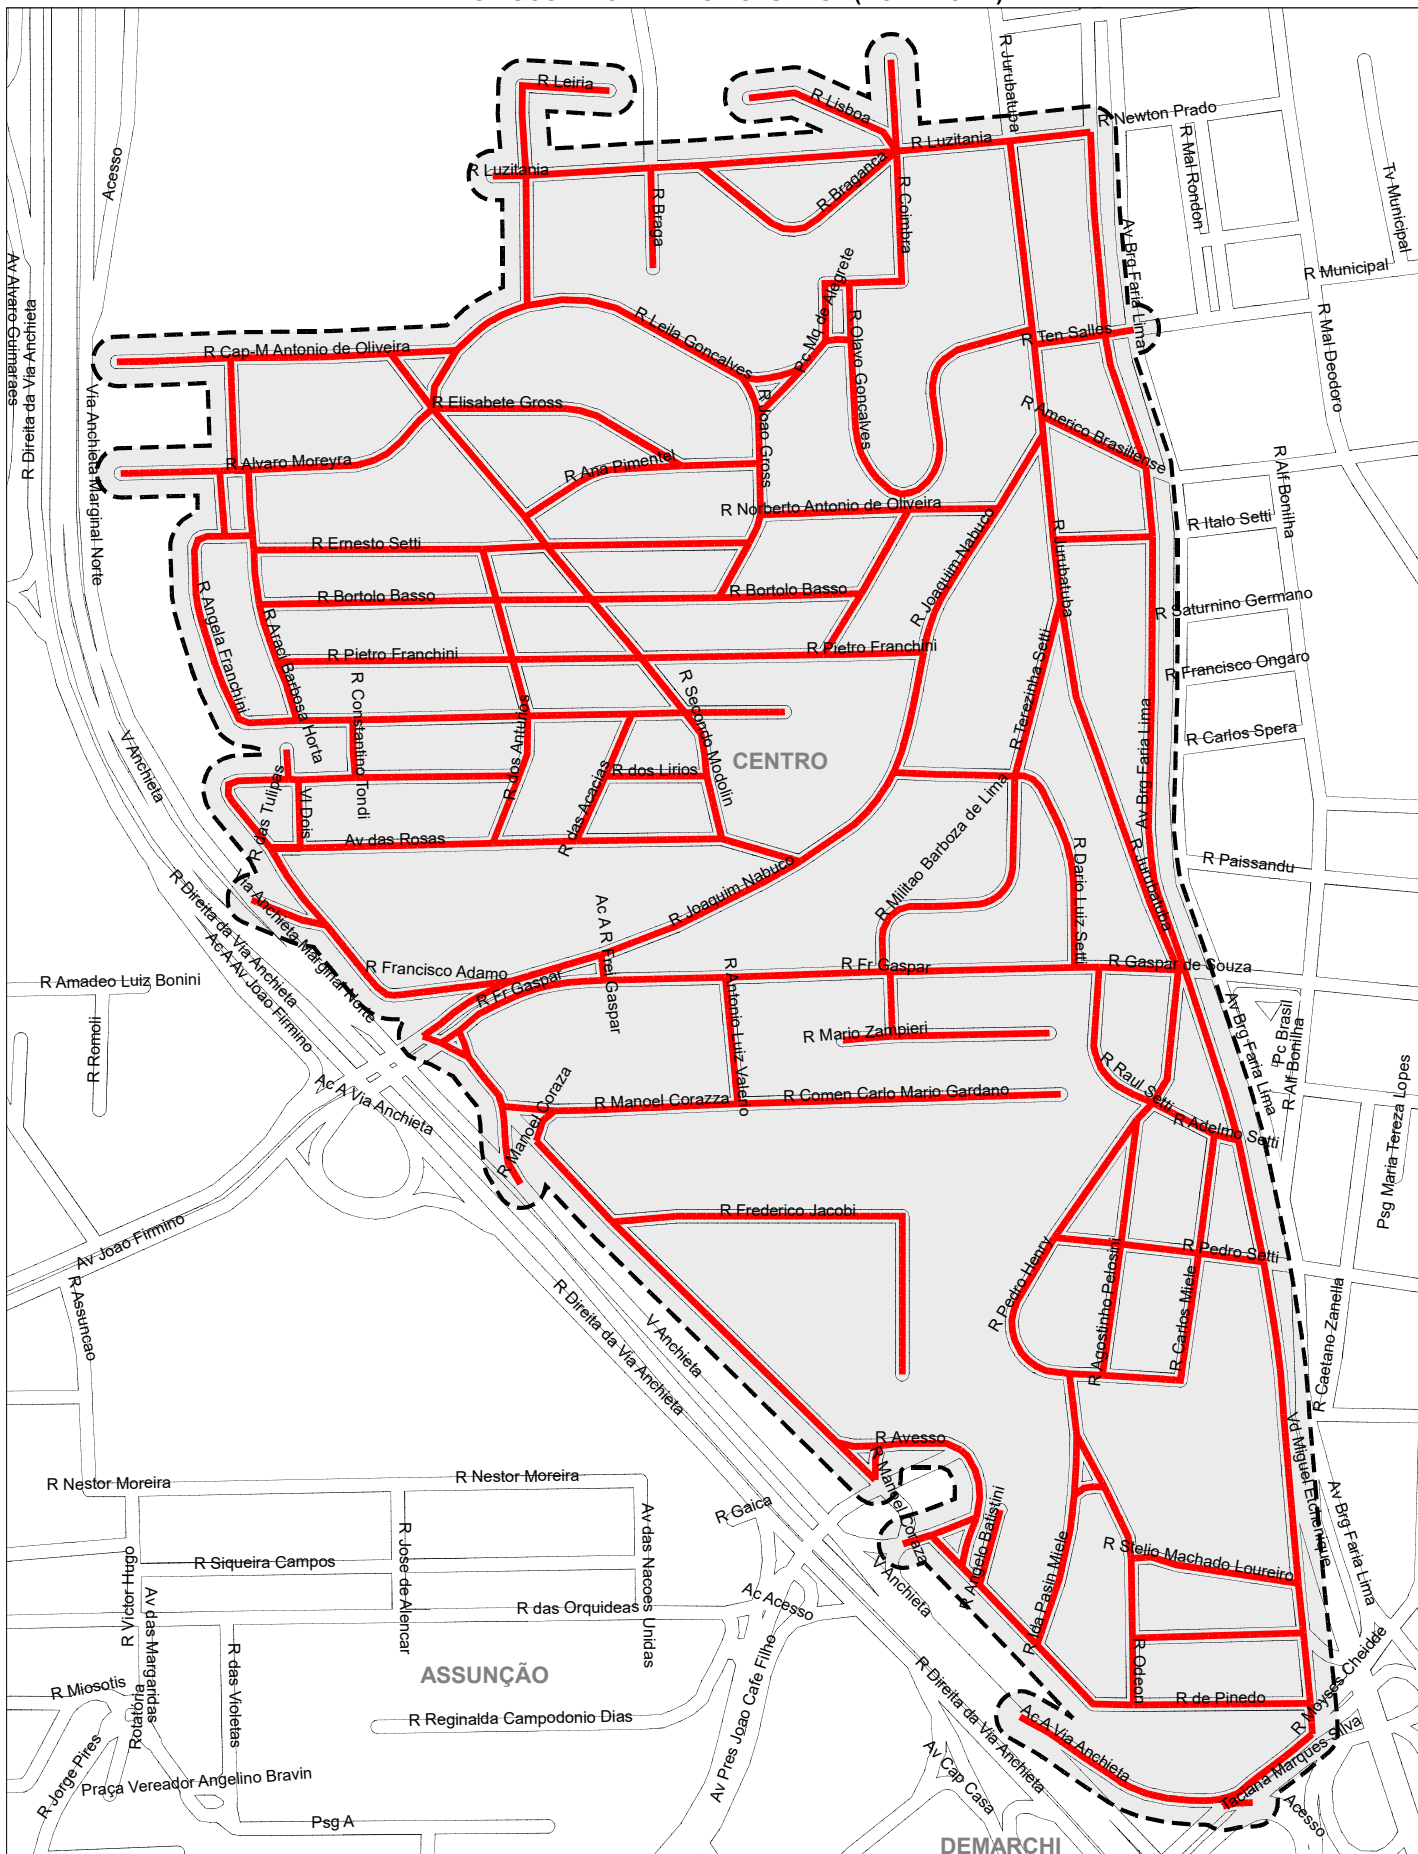 R Leiria
R Lisboa
R Jurubatuba
R Newton Prado
R Luzitania
R Luzitania
R Mal Rondon
Tv Municipal
Acesso
R Braganca
R Braga
R Coimbra
Av Brg Faria Lima
R Municipal
Av Alvaro Guimaraes
R Direita da Via Anchieta
Pc Mq de Alegrete
R Leila Goncalves
R Olavo Goncalves
R Ten Salles
R Mal Deodoro
R Cap-M Antonio de Oliveira
Via Anchieta Marginal Norte
R Elisabete Gross
R Joao Gross
R Americo Brasiliense
R Alf Bonilha
R Alvaro Moreyra
R Ana Pimentel
R Norberto Antonio de Oliveira
R Italo Setti
R Ernesto Setti
R Joaquim Nabuco
R Jurubatuba
R Bortolo Basso
R Bortolo Basso
R Saturnino Germano
R Angela Franchini
R Araci Barbosa Horta
R Pietro Franchini
R Pietro Franchini
R Terezinha Setti
R Francisco Ongaro
R Constantino Tondi
R Secondo Modolin
R dos Anturios
R Carlos Spera
V Anchieta
CENTRO
R dos Lirios
R das Acacias
R das Tulipas
Vl Dois
Av das Rosas
Av Brg Faria Lima
R Militao Barboza de Lima
R Dario Luiz Setti
R Jurubatuba
R Paissandu
R Joaquim Nabuco
Via Anchieta Marginal Norte
R Direita da Via Anchieta
Ac A Av Joao Firmino
Ac A R Frei Gaspar
R Francisco Adamo
R Fr Gaspar
R Fr Gaspar
R Gaspar de Souza
R Amadeo Luiz Bonini
R Antonio Luiz Valerio
R Romoli
R Mario Zampieri
Av Brg Faria Lima
Pc Brasil
R Alf Bonilha
R Manoel Coraza
Ac A Via Anchieta
R Manoel Corazza
R Comen Carlo Mario Gardano
R Raul Setti
R Adelmo Setti
Psg Maria Tereza Lopes
R Frederico Jacobi
Av Joao Firmino
R Pedro Henry
R Agostinho Pelosini
R Pedro Setti
R Carlos Miele
R Assuncao
R Direita da Via Anchieta
V Anchieta
R Caetano Zanella
R Avesso
R Manoel Coraza
Vd Miguel Etchenique
Av Brg Faria Lima
R Nestor Moreira
R Nestor Moreira
R Gaica
Av das Nacoes Unidas
R Jose de Alencar
R Angelo Batistini
R Siqueira Campos
R Victor Hugo
Av das Margaridas
V Anchieta
R Ida Pasin Miele
R Stelio Machado Loureiro
Ac Acesso
R das Orquideas
R das Violetas
Av Pres Joao Cafe Filho
ASSUNÇÃO
R Odeon
R Miosotis
Rotatória
R Direita da Via Anchieta
R de Pinedo
R Moyses Cheidde
R Reginalda Campodonio Dias
Ac A Via Anchieta
Taciana Marques Silva
R Jorge Pires
Praça Vereador Angelino Bravin
Av Cap Casa
Acesso
Psg A
DEMARCHI